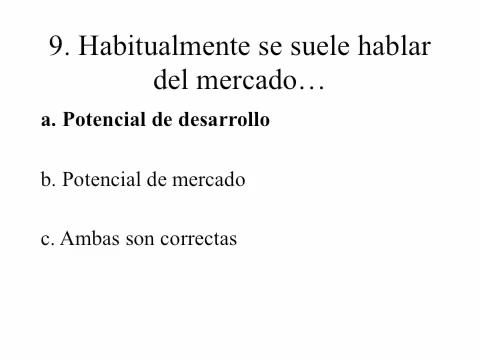 9. Habitualmente se suele hablar
del mercado…
a. Potencial de desarrollo
b. Potencial de mercado
c. Ambas son correctas